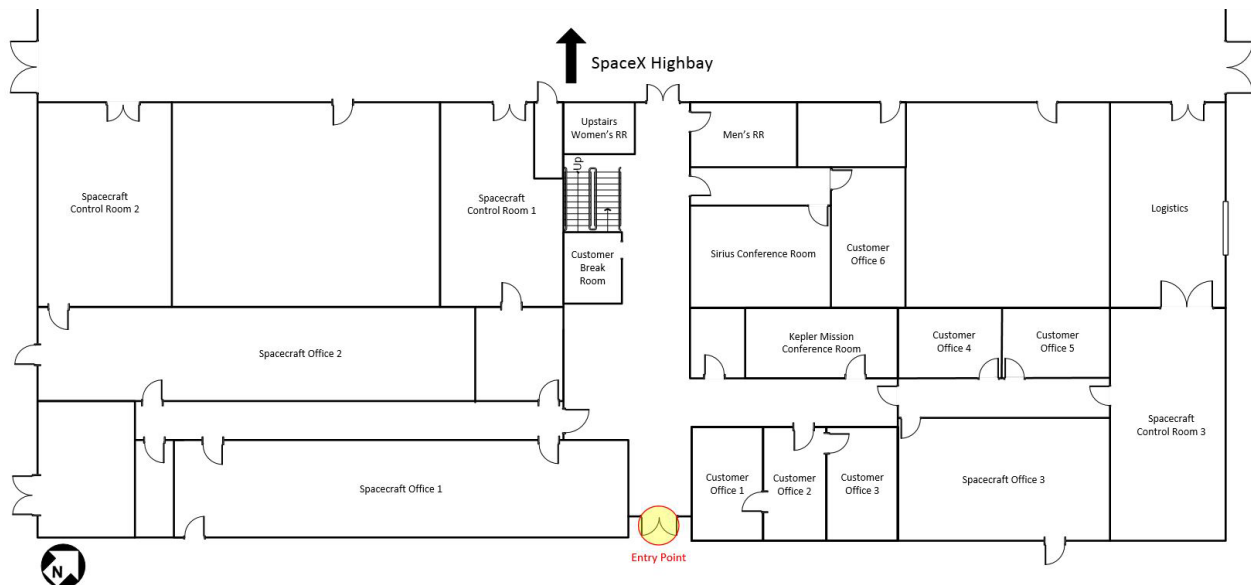 SpaceX Highbay
Upstairs
Women's RR
Men's RR
Up
Spacecraft
Control Room 2
Spacecraft
Control Room 1
Logistics
Customer
Break
Room
Sirius Conference Room
Customer
Office 6
Spacecraft Office 2
Kepler Mission
Conference Room
Customer
Office 4
Customer
Office 5
Spacecraft
Control Room 3
Spacecraft Office 1
Customer
Office 1
Customer
Office 2
Customer
Office 3
Spacecraft Office 3
Entry Point
N